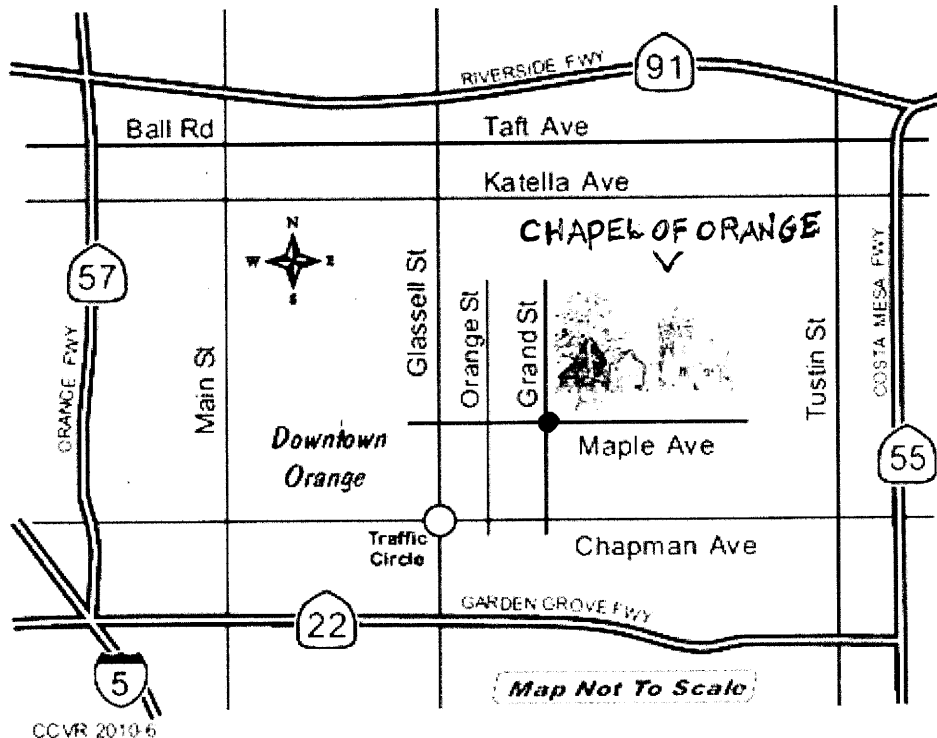 RIVERSIDE FWY
91
Ball Rd
Taft Ave
Katella Ave
CHAPEL OF ORANGE
N
W
E
S
57
ORANGE FWY
Main St
Glassell St
Orange St
Grand St
Tustin St
COSTA MESA FWY
55
Downtown
Orange
Maple Ave
Traffic
Circle
Chapman Ave
22
GARDEN GROVE FWY
5
Map Not To Scale
CCVR 2010-6